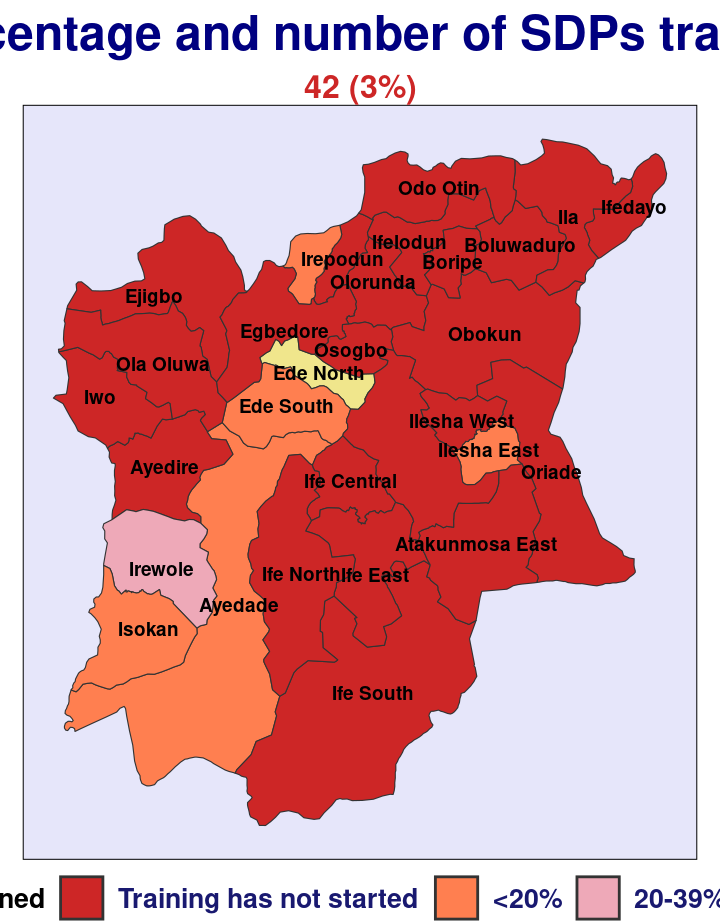 centage and number of SDPs tra
42 (3%)
Odo Otin
Ila
Ifedayo
Ifelodun
Boluwaduro
Irepodun
Boripe
Olorunda
Ejigbo
Egbedore
Obokun
Osogbo
Ola Oluwa
Ede North
Iwo
Ede South
Ilesha West
Ilesha East
Ayedire
Oriade
Ife Central
Atakunmosa East
Irewole
Ife North
Ife East
Ayedade
Isokan
Ife South
ned Training has not started <20% 20-39%